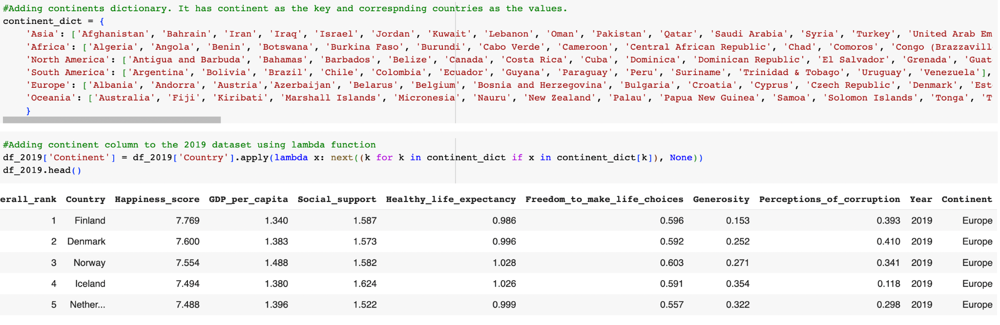 #Adding continents dictionary. It has continent as the key and correspnding countries as the values.
continent_dict = {
    'Asia': ['Afghanistan', 'Bahrain', 'Iran', 'Iraq', 'Israel', 'Jordan', 'Kuwait', 'Lebanon', 'Oman', 'Pakistan', 'Qatar', 'Saudi Arabia', 'Syria', 'Turkey', 'United Arab Em
    'Africa': ['Algeria', 'Angola', 'Benin', 'Botswana', 'Burkina Faso', 'Burundi', 'Cabo Verde', 'Cameroon', 'Central African Republic', 'Chad', 'Comoros', 'Congo (Brazzavill
    'North America': ['Antigua and Barbuda', 'Bahamas', 'Barbados', 'Belize', 'Canada', 'Costa Rica', 'Cuba', 'Dominica', 'Dominican Republic', 'El Salvador', 'Grenada', 'Guat
    'South America': ['Argentina', 'Bolivia', 'Brazil', 'Chile', 'Colombia', 'Ecuador', 'Guyana', 'Paraguay', 'Peru', 'Suriname', 'Trinidad & Tobago', 'Uruguay', 'Venezuela'],
    'Europe': ['Albania', 'Andorra', 'Austria','Azerbaijan', 'Belarus', 'Belgium', 'Bosnia and Herzegovina', 'Bulgaria', 'Croatia', 'Cyprus', 'Czech Republic', 'Denmark', 'Est
    'Oceania': ['Australia', 'Fiji', 'Kiribati', 'Marshall Islands', 'Micronesia', 'Nauru', 'New Zealand', 'Palau', 'Papua New Guinea', 'Samoa', 'Solomon Islands', 'Tonga', 'T
    }
#Adding continent column to the 2019 dataset using lambda function
df_2019['Continent'] = df_2019['Country'].apply(lambda x: next((k for k in continent_dict if x in continent_dict[k]), None))
df_2019.head()
erall_rank Country Happiness_score GDP_per_capita Social_support Healthy_life_expectancy Freedom_to_make_life_choices Generosity Perceptions_of_corruption Year Continent
1 Finland 7.769 1.340 1.587 0.986 0.596 0.153 0.393 2019 Europe
2 Denmark 7.600 1.383 1.573 0.996 0.592 0.252 0.410 2019 Europe
3 Norway 7.554 1.488 1.582 1.028 0.603 0.271 0.341 2019 Europe
4 Iceland 7.494 1.380 1.624 1.026 0.591 0.354 0.118 2019 Europe
5 Nether... 7.488 1.396 1.522 0.999 0.557 0.322 0.298 2019 Europe